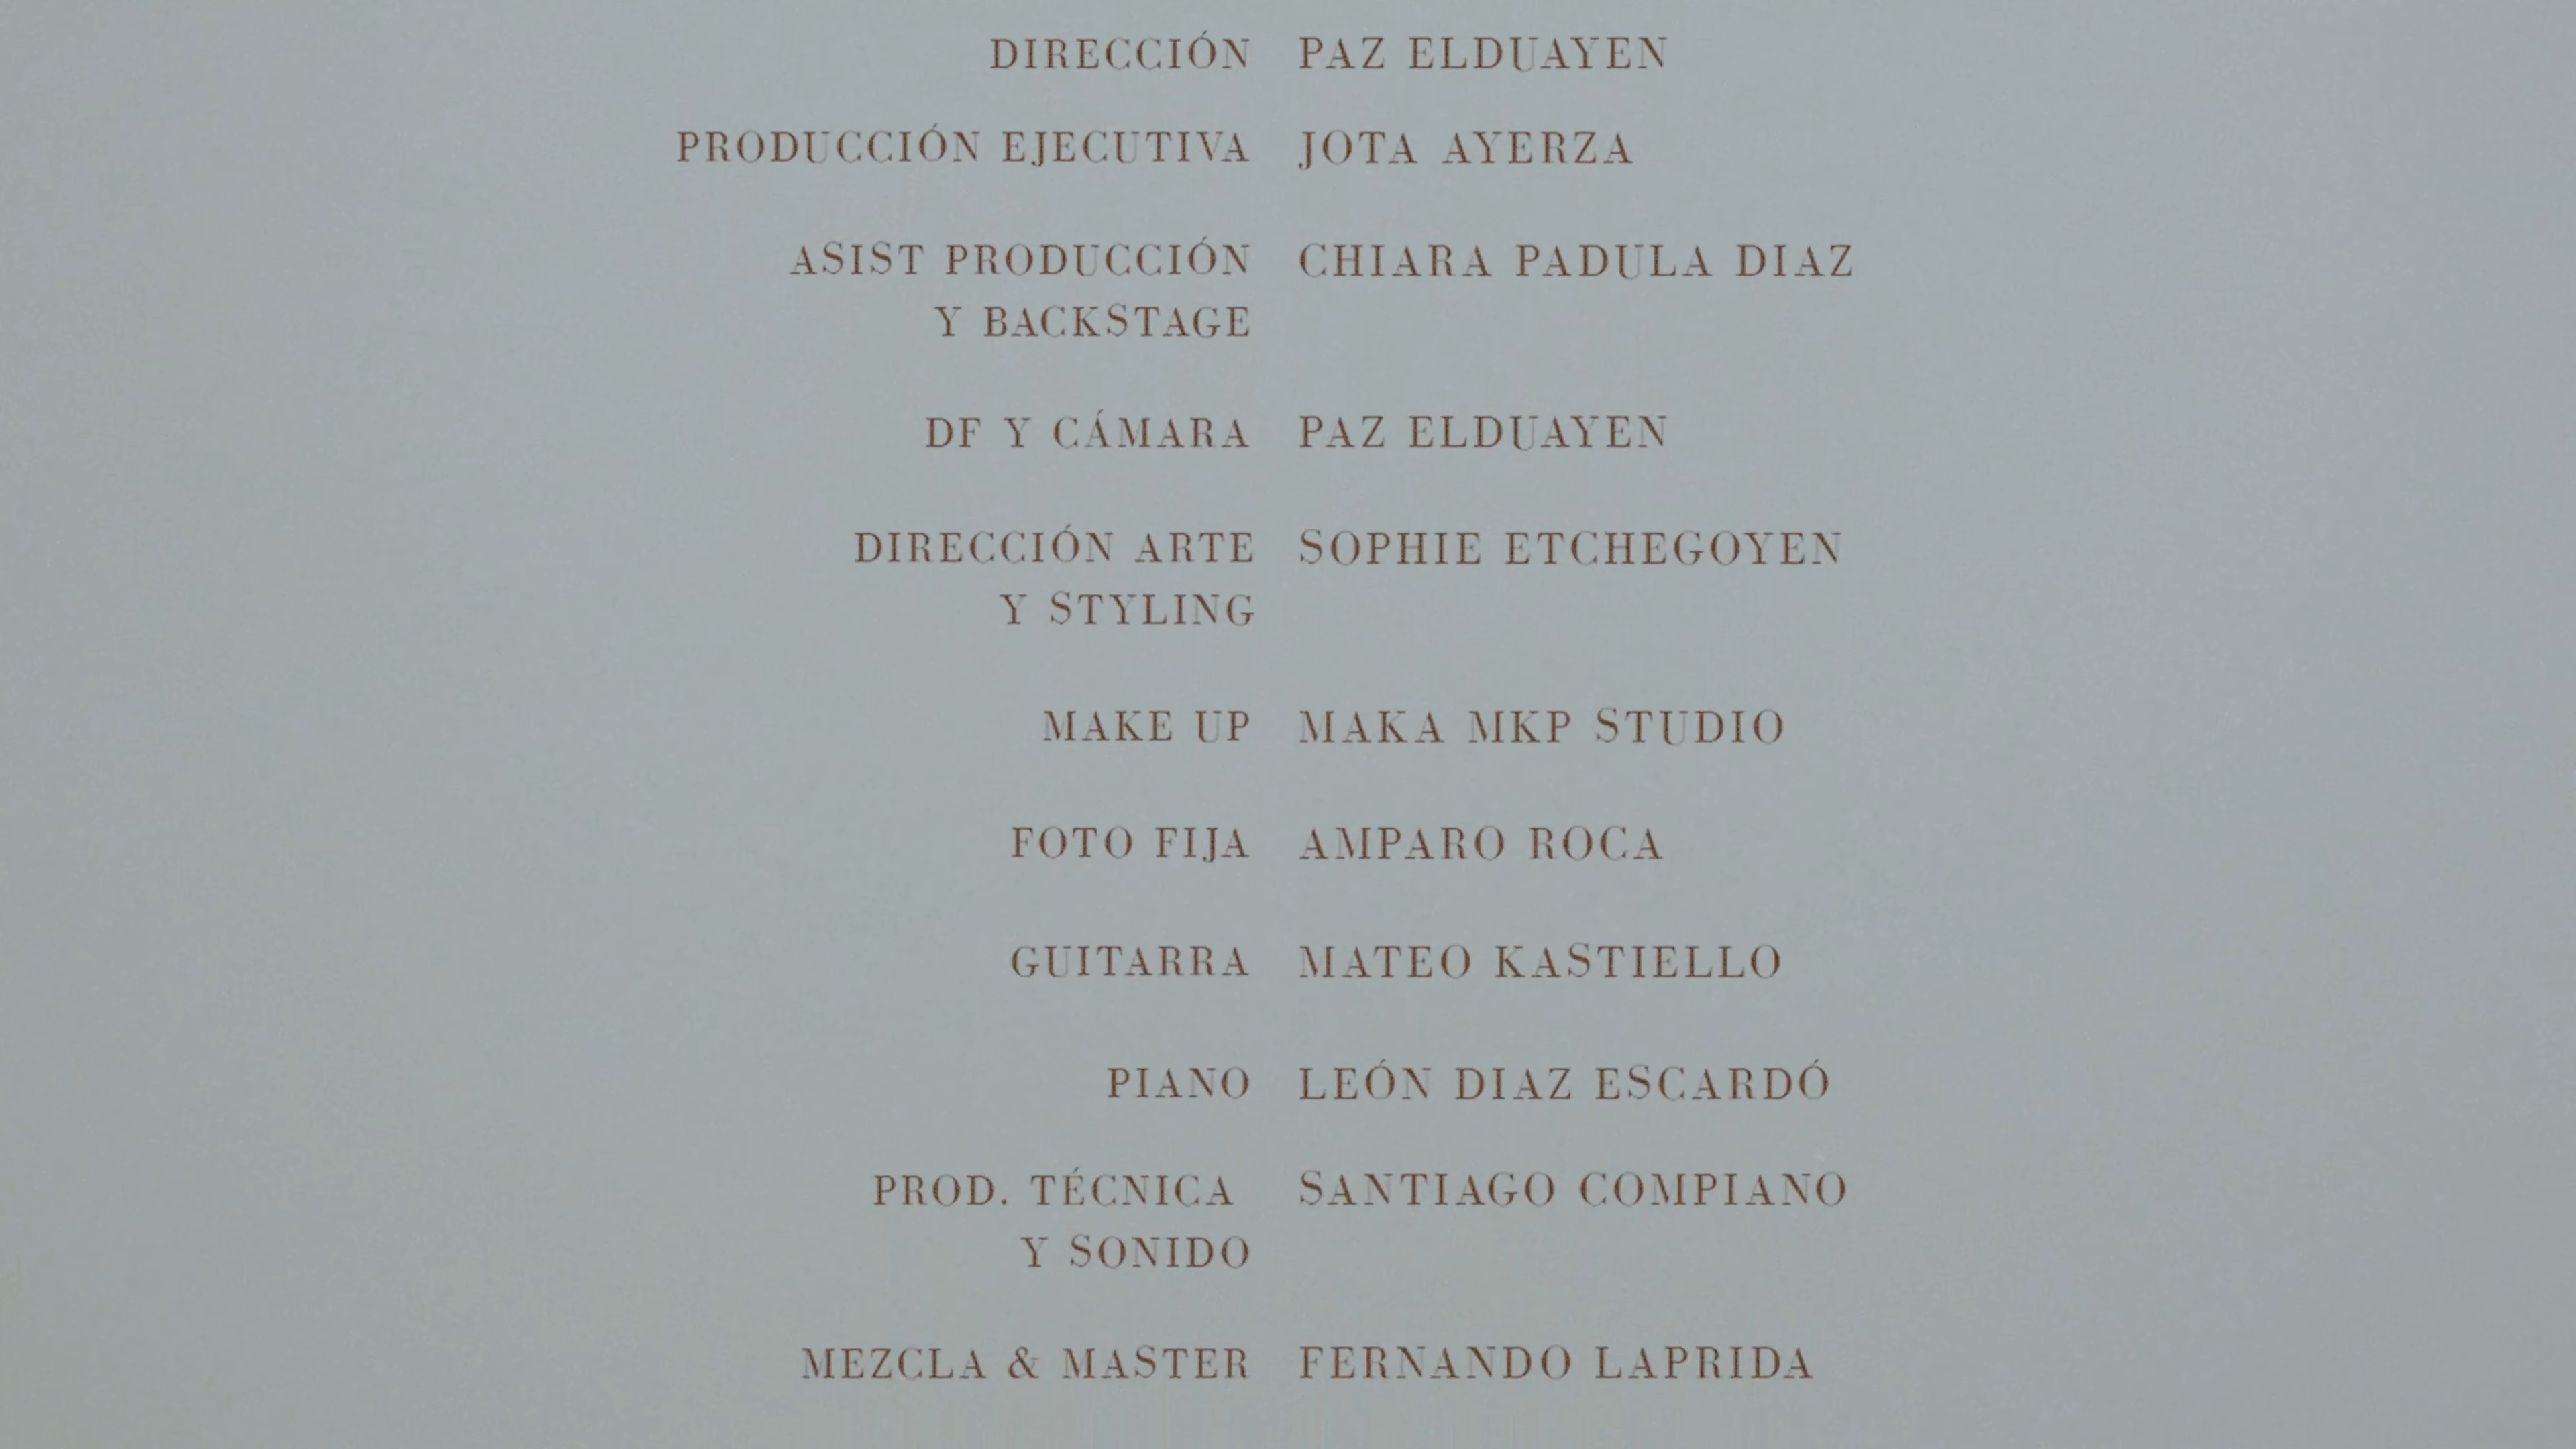 DIRECCIÓN PAZ ELDUAYEN
PRODUCCIÓN EJECUTIVA JOTA AYERZA
ASIST PRODUCCIÓN CHIARA PADULA DIAZ
Y BACKSTAGE
DF Y CÁMARA PAZ ELDUAYEN
DIRECCIÓN ARTE SOPHIE ETCHEGOYEN
Y STYLING
MAKE UP MAKA MKP STUDIO
FOTO FIJA AMPARO ROCA
GUITARRA MATEO KASTIELLO
PIANO LEÓN DIAZ ESCARDÓ
PROD. TÉCNICA SANTIAGO COMPIANO
Y SONIDO
MEZCLA & MASTER FERNANDO LAPRIDA